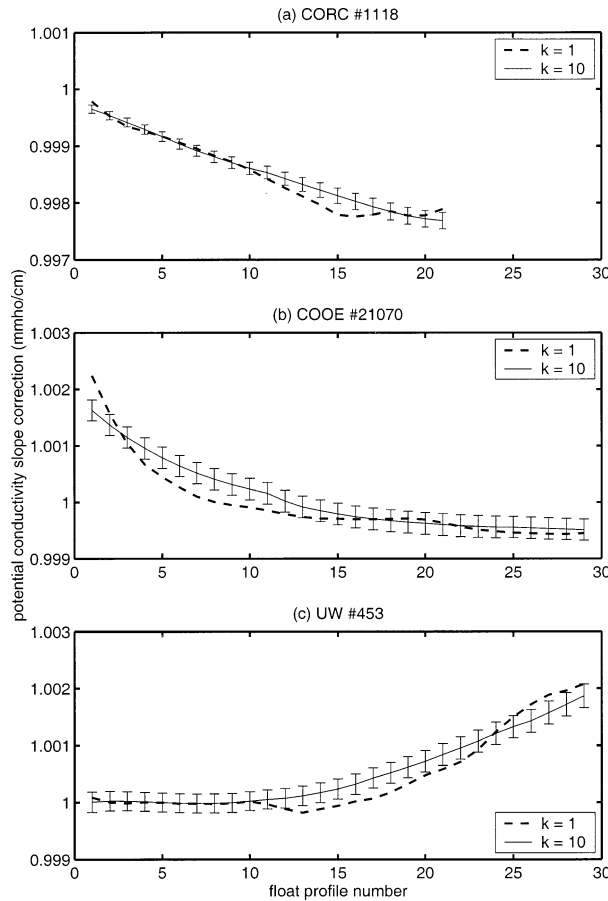 (a) CORC #1118
1.001
1
0.999
0.998
0.997
k = 1
k = 10
0 5 10 15 20 25 30
(b) COOE #21070
1.003
1.002
1.001
1
0.999
k = 1
k = 10
0 5 10 15 20 25 30
potential conductivity slope correction (mmho/cm)
(c) UW #453
1.003
1.002
1.001
1
0.999
k = 1
k = 10
0 5 10 15 20 25 30
float profile number